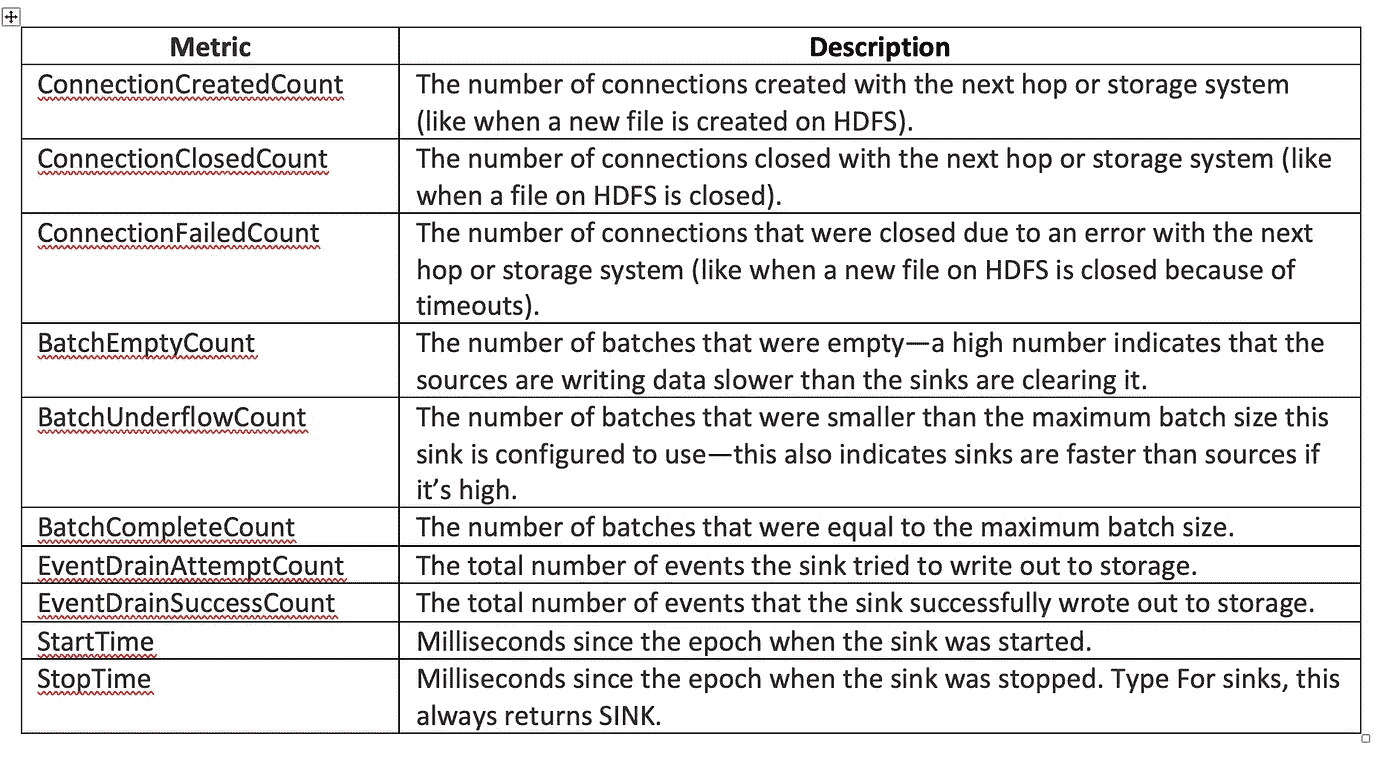 Metric Description
ConnectionCreatedCount The number of connections created with the next hop or storage system
(like when a new file is created on HDFS).
ConnectionClosedCount The number of connections closed with the next hop or storage system (like
when a file on HDFS is closed).
ConnectionFailedCount The number of connections that were closed due to an error with the next
hop or storage system (like when a new file on HDFS is closed because of
timeouts).
BatchEmptyCount The number of batches that were empty—a high number indicates that the
sources are writing data slower than the sinks are clearing it.
BatchUnderflowCount The number of batches that were smaller than the maximum batch size this
sink is configured to use—this also indicates sinks are faster than sources if
it’s high.
BatchCompleteCount The number of batches that were equal to the maximum batch size.
EventDrainAttemptCount The total number of events the sink tried to write out to storage.
EventDrainSuccessCount The total number of events that the sink successfully wrote out to storage.
StartTime Milliseconds since the epoch when the sink was started.
StopTime Milliseconds since the epoch when the sink was stopped. Type For sinks, this
always returns SINK.